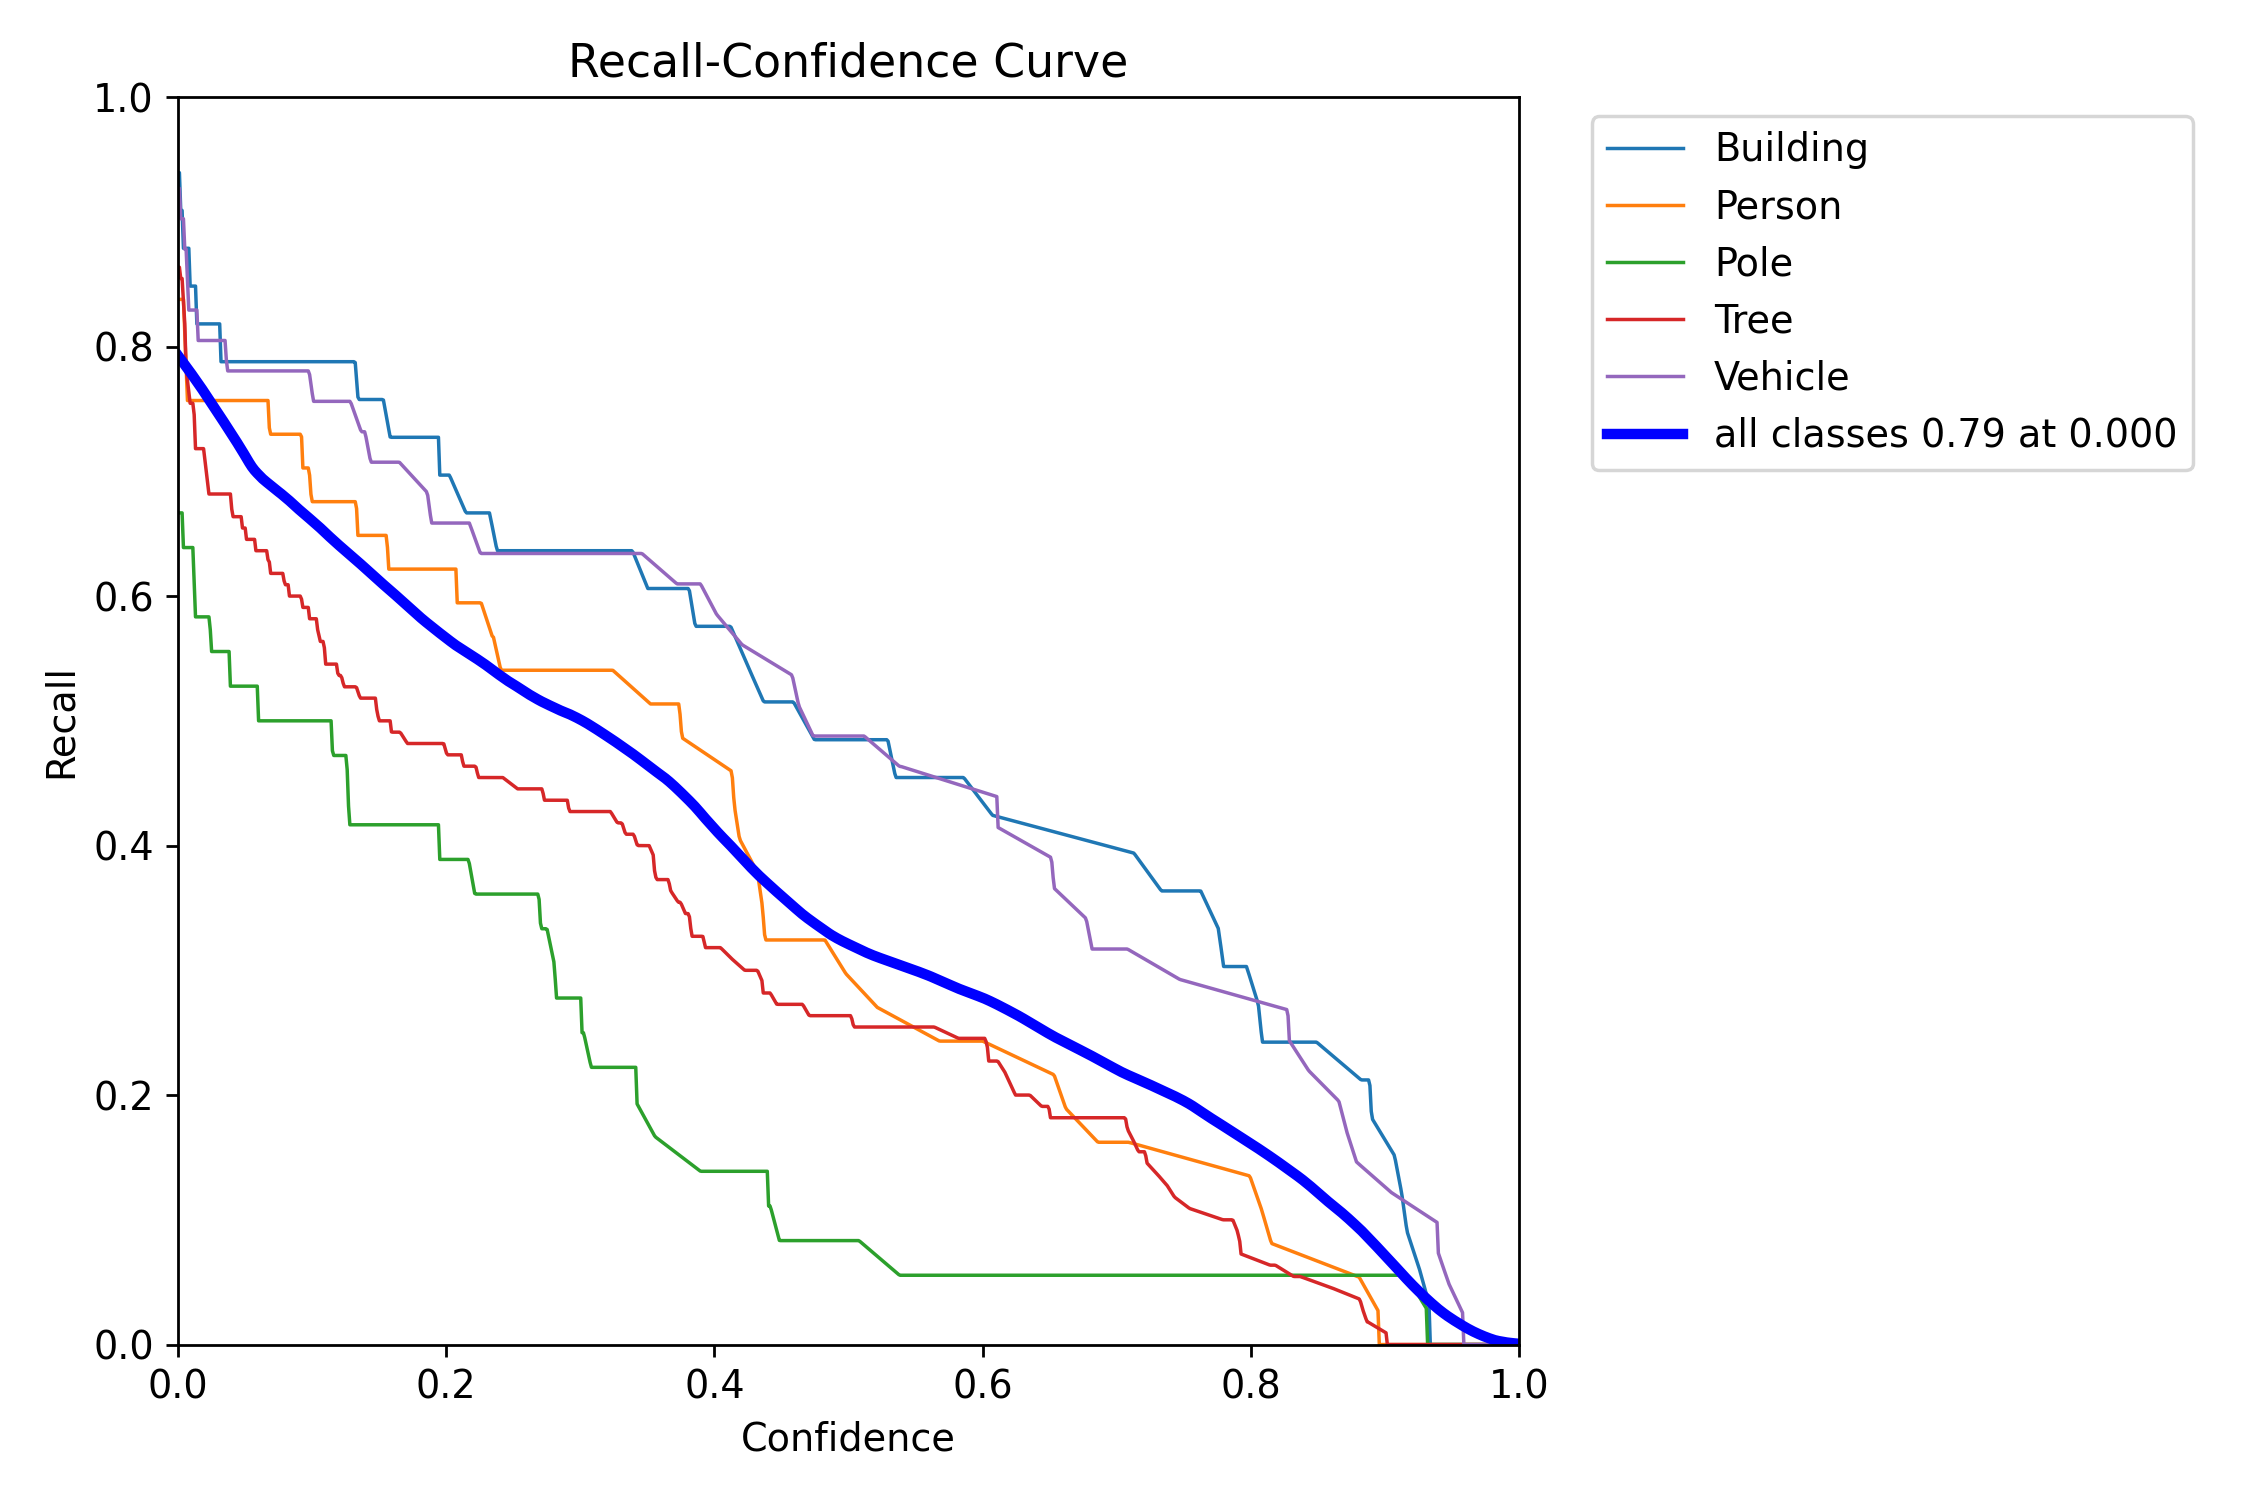 Recall-Confidence Curve
1.0
0.8
0.6
0.4
0.2
0.0
Recall
0.0 0.2 0.4 0.6 0.8 1.0
Confidence
Building
Person
Pole
Tree
Vehicle
all classes 0.79 at 0.000